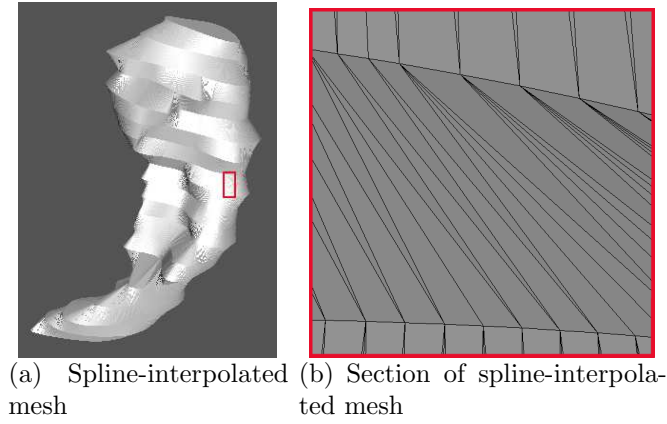 (a) Spline-interpolated
mesh
(b) Section of spline-interpola-
ted mesh